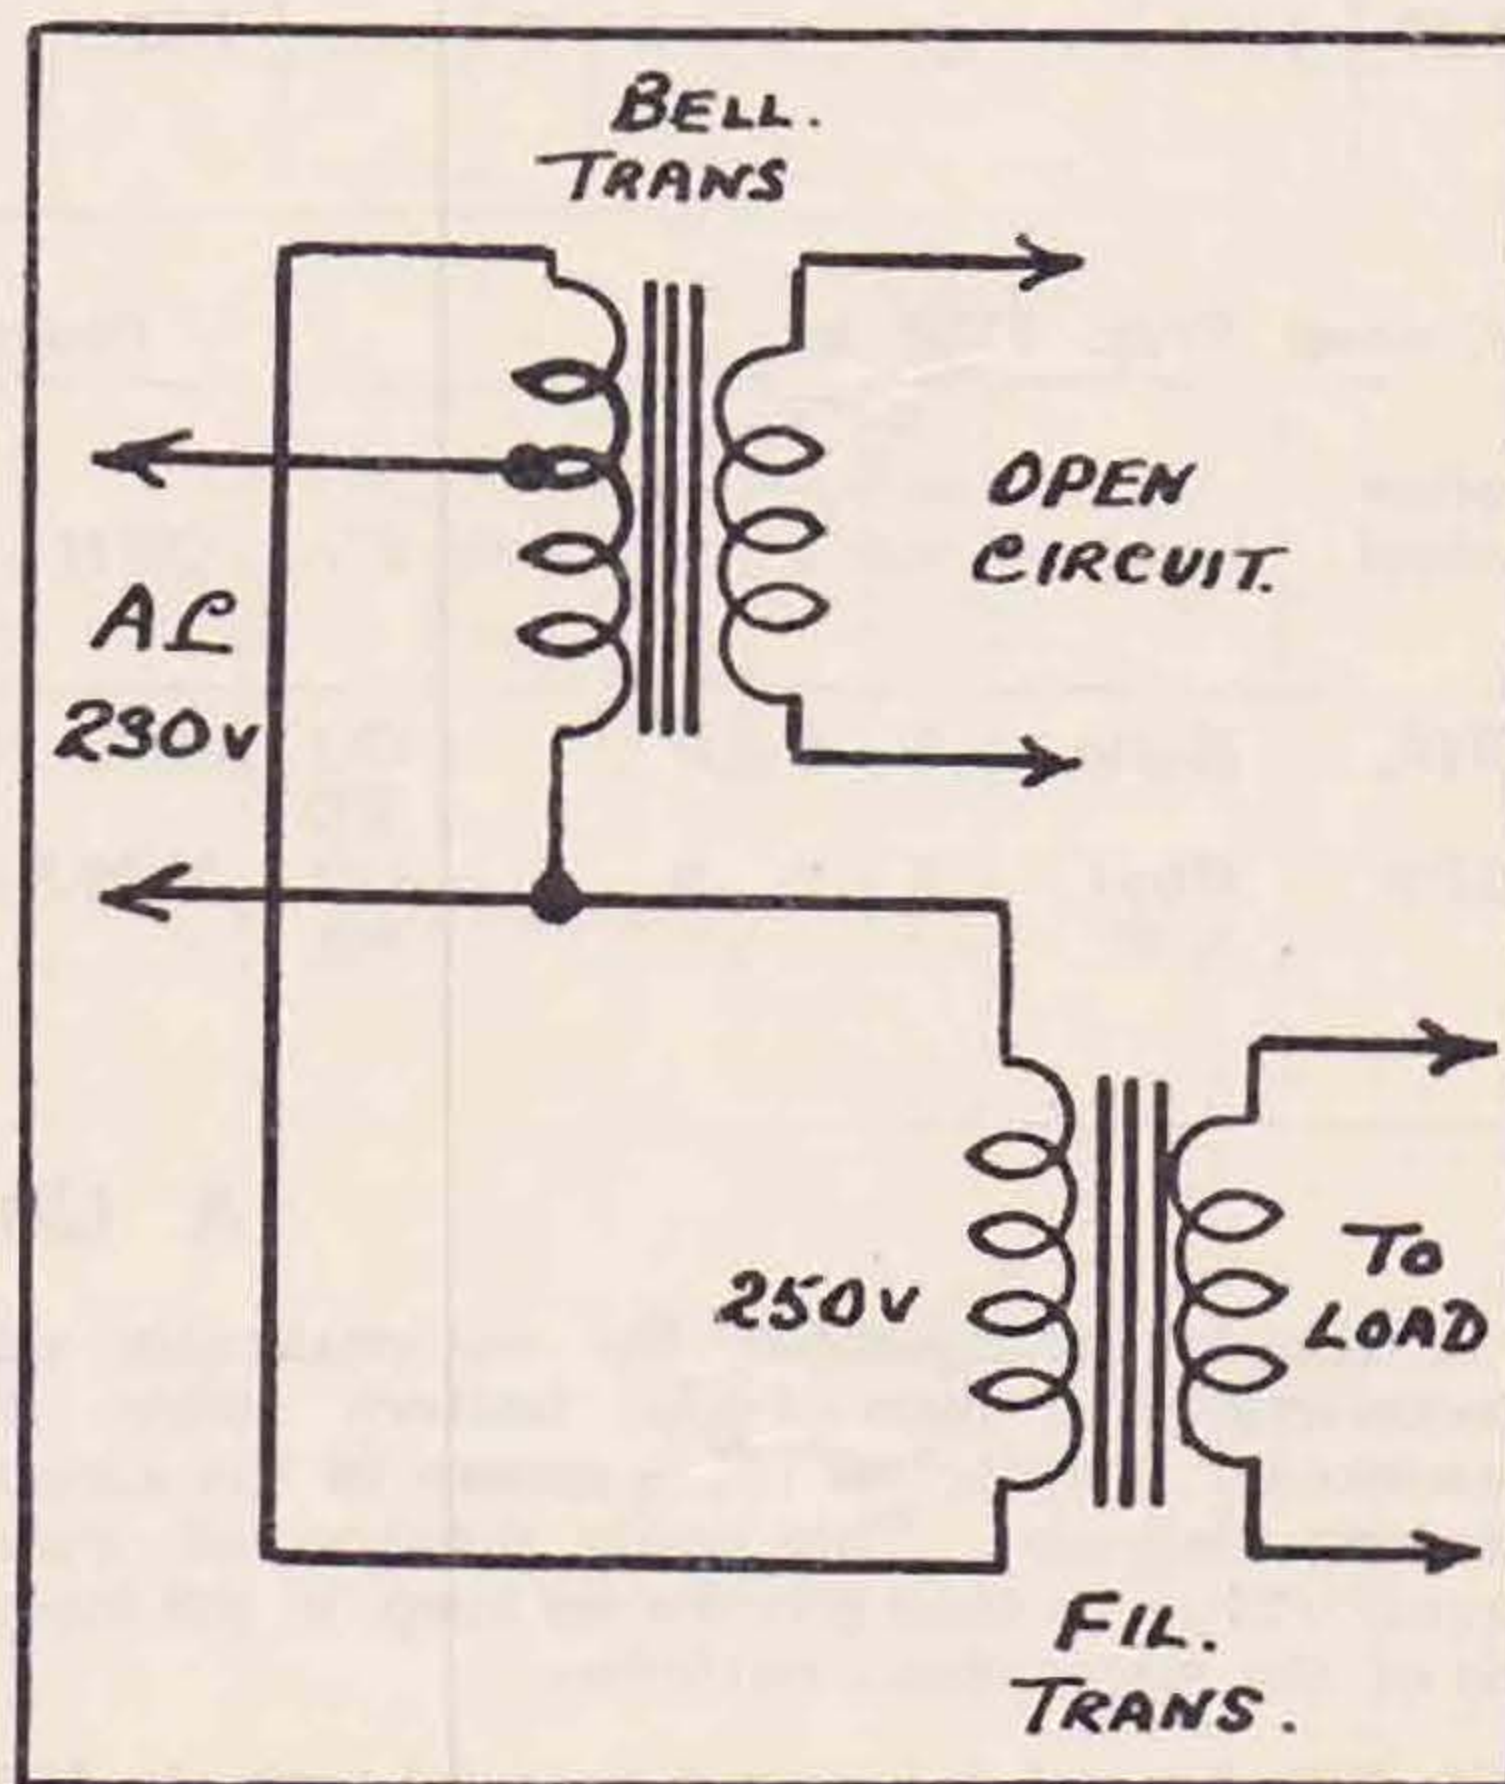 BELL.
TRANS
OPEN
CIRCUIT.
AC
230v
250v
TO
LOAD
FIL.
TRANS.